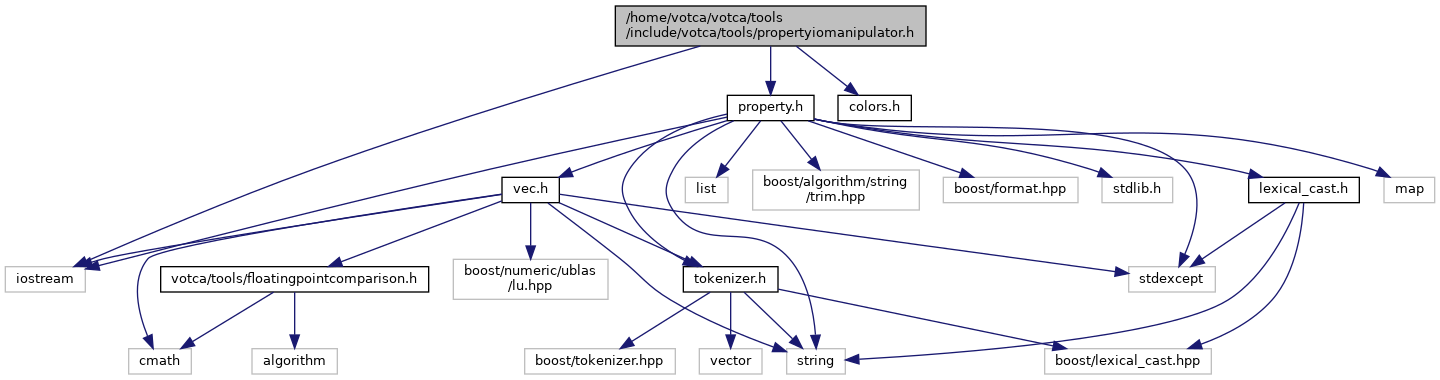 /home/votca/votca/tools
/include/votca/tools/propertyiomanipulator.h
property.h
colors.h
vec.h
list
boost/algorithm/string
/trim.hpp
boost/format.hpp
stdlib.h
lexical_cast.h
map
iostream
votca/tools/floatingpointcomparison.h
boost/numeric/ublas
/lu.hpp
tokenizer.h
stdexcept
cmath
algorithm
boost/tokenizer.hpp
vector
string
boost/lexical_cast.hpp